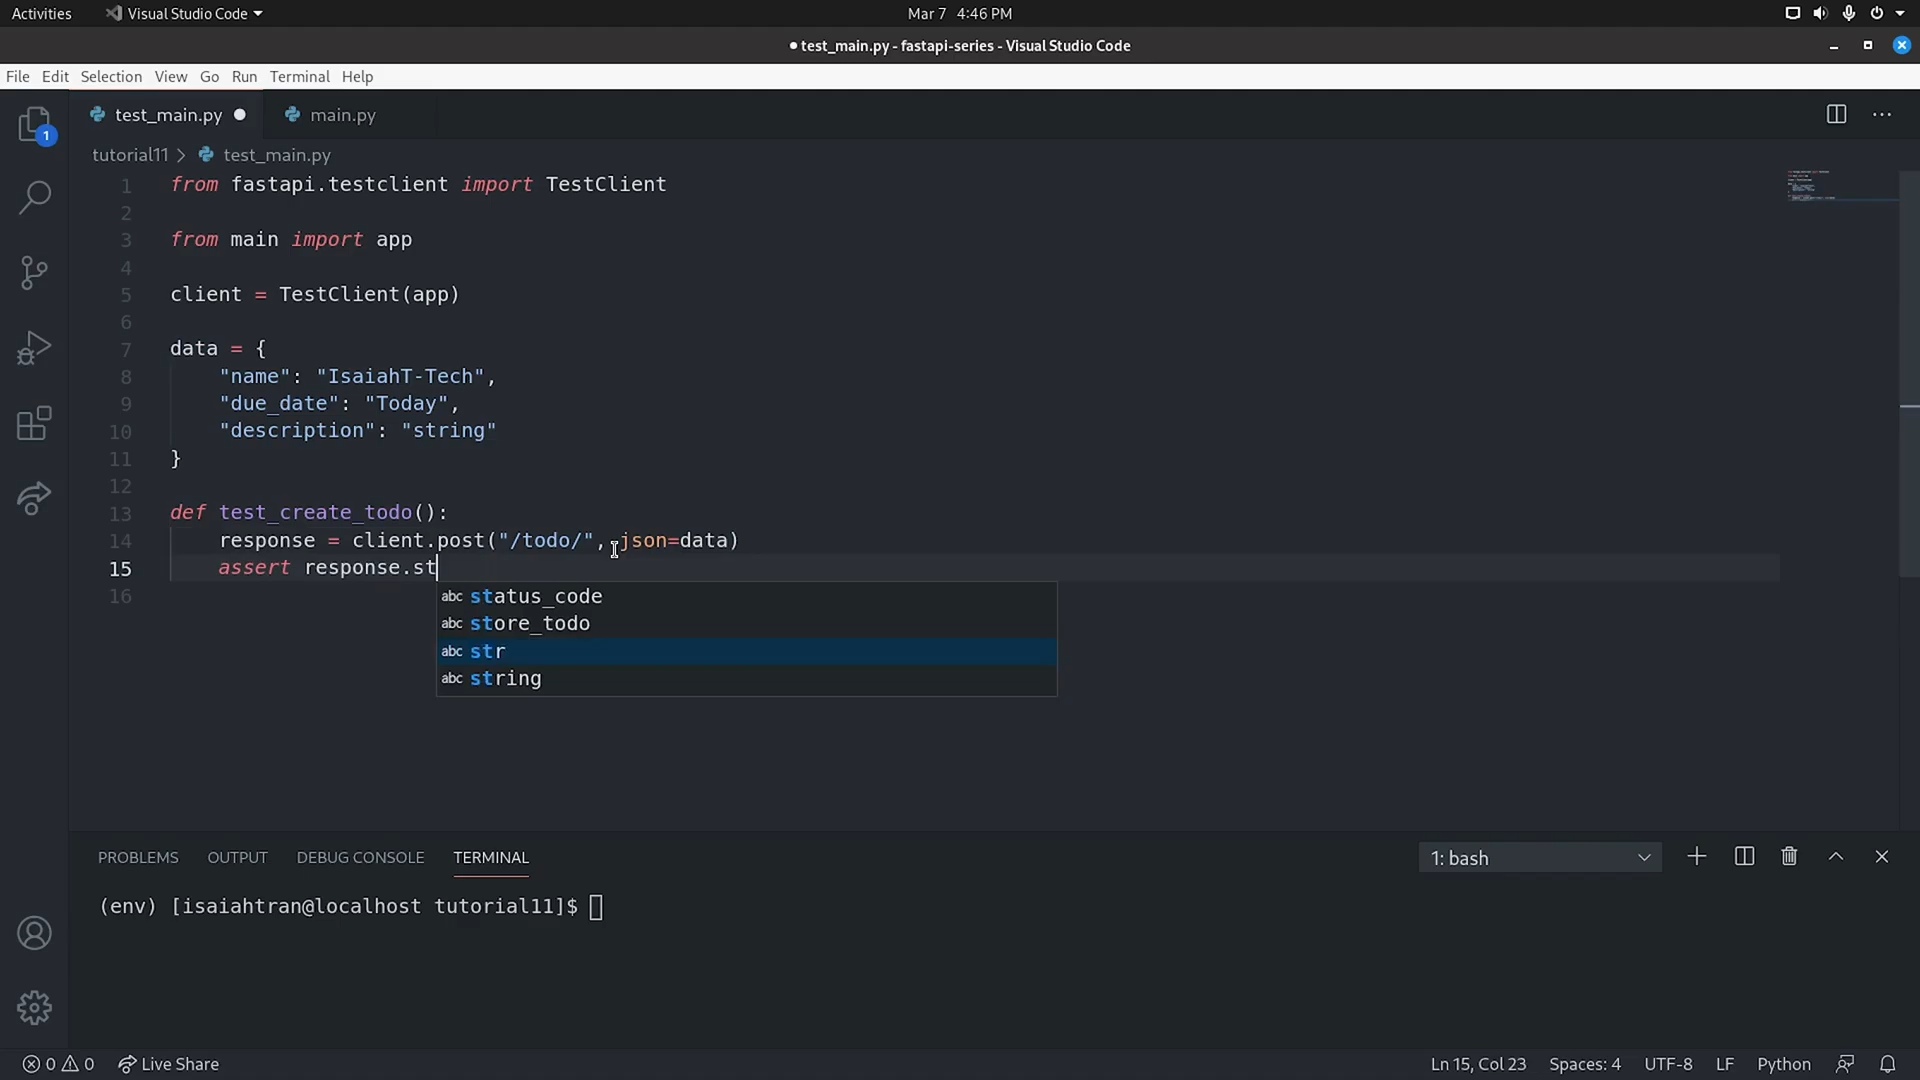 Activities Visual Studio Code Mar 7 4:46 PM
● test_main.py - fastapi-series - Visual Studio Code
File Edit Selection View Go Run Terminal Help
1
test_main.py ● main.py ...
tutorial11 > test_main.py
1 from fastapi.testclient import TestClient
2
3 from main import app
4
5 client = TestClient(app)
6
7 data = {
8 "name": "IsaiahT-Tech",
9 "due_date": "Today",
10 "description": "string"
11 }
12
13 def test_create_todo():
14 response = client.post("/todo/", json=data)
15 assert response.st
16
abc status_code
abc store_todo
abc str
abc string
PROBLEMS OUTPUT DEBUG CONSOLE TERMINAL 1: bash
(env) [isaiahtran@localhost tutorial11]$
0 0 Live Share Ln 15, Col 23 Spaces: 4 UTF-8 LF Python